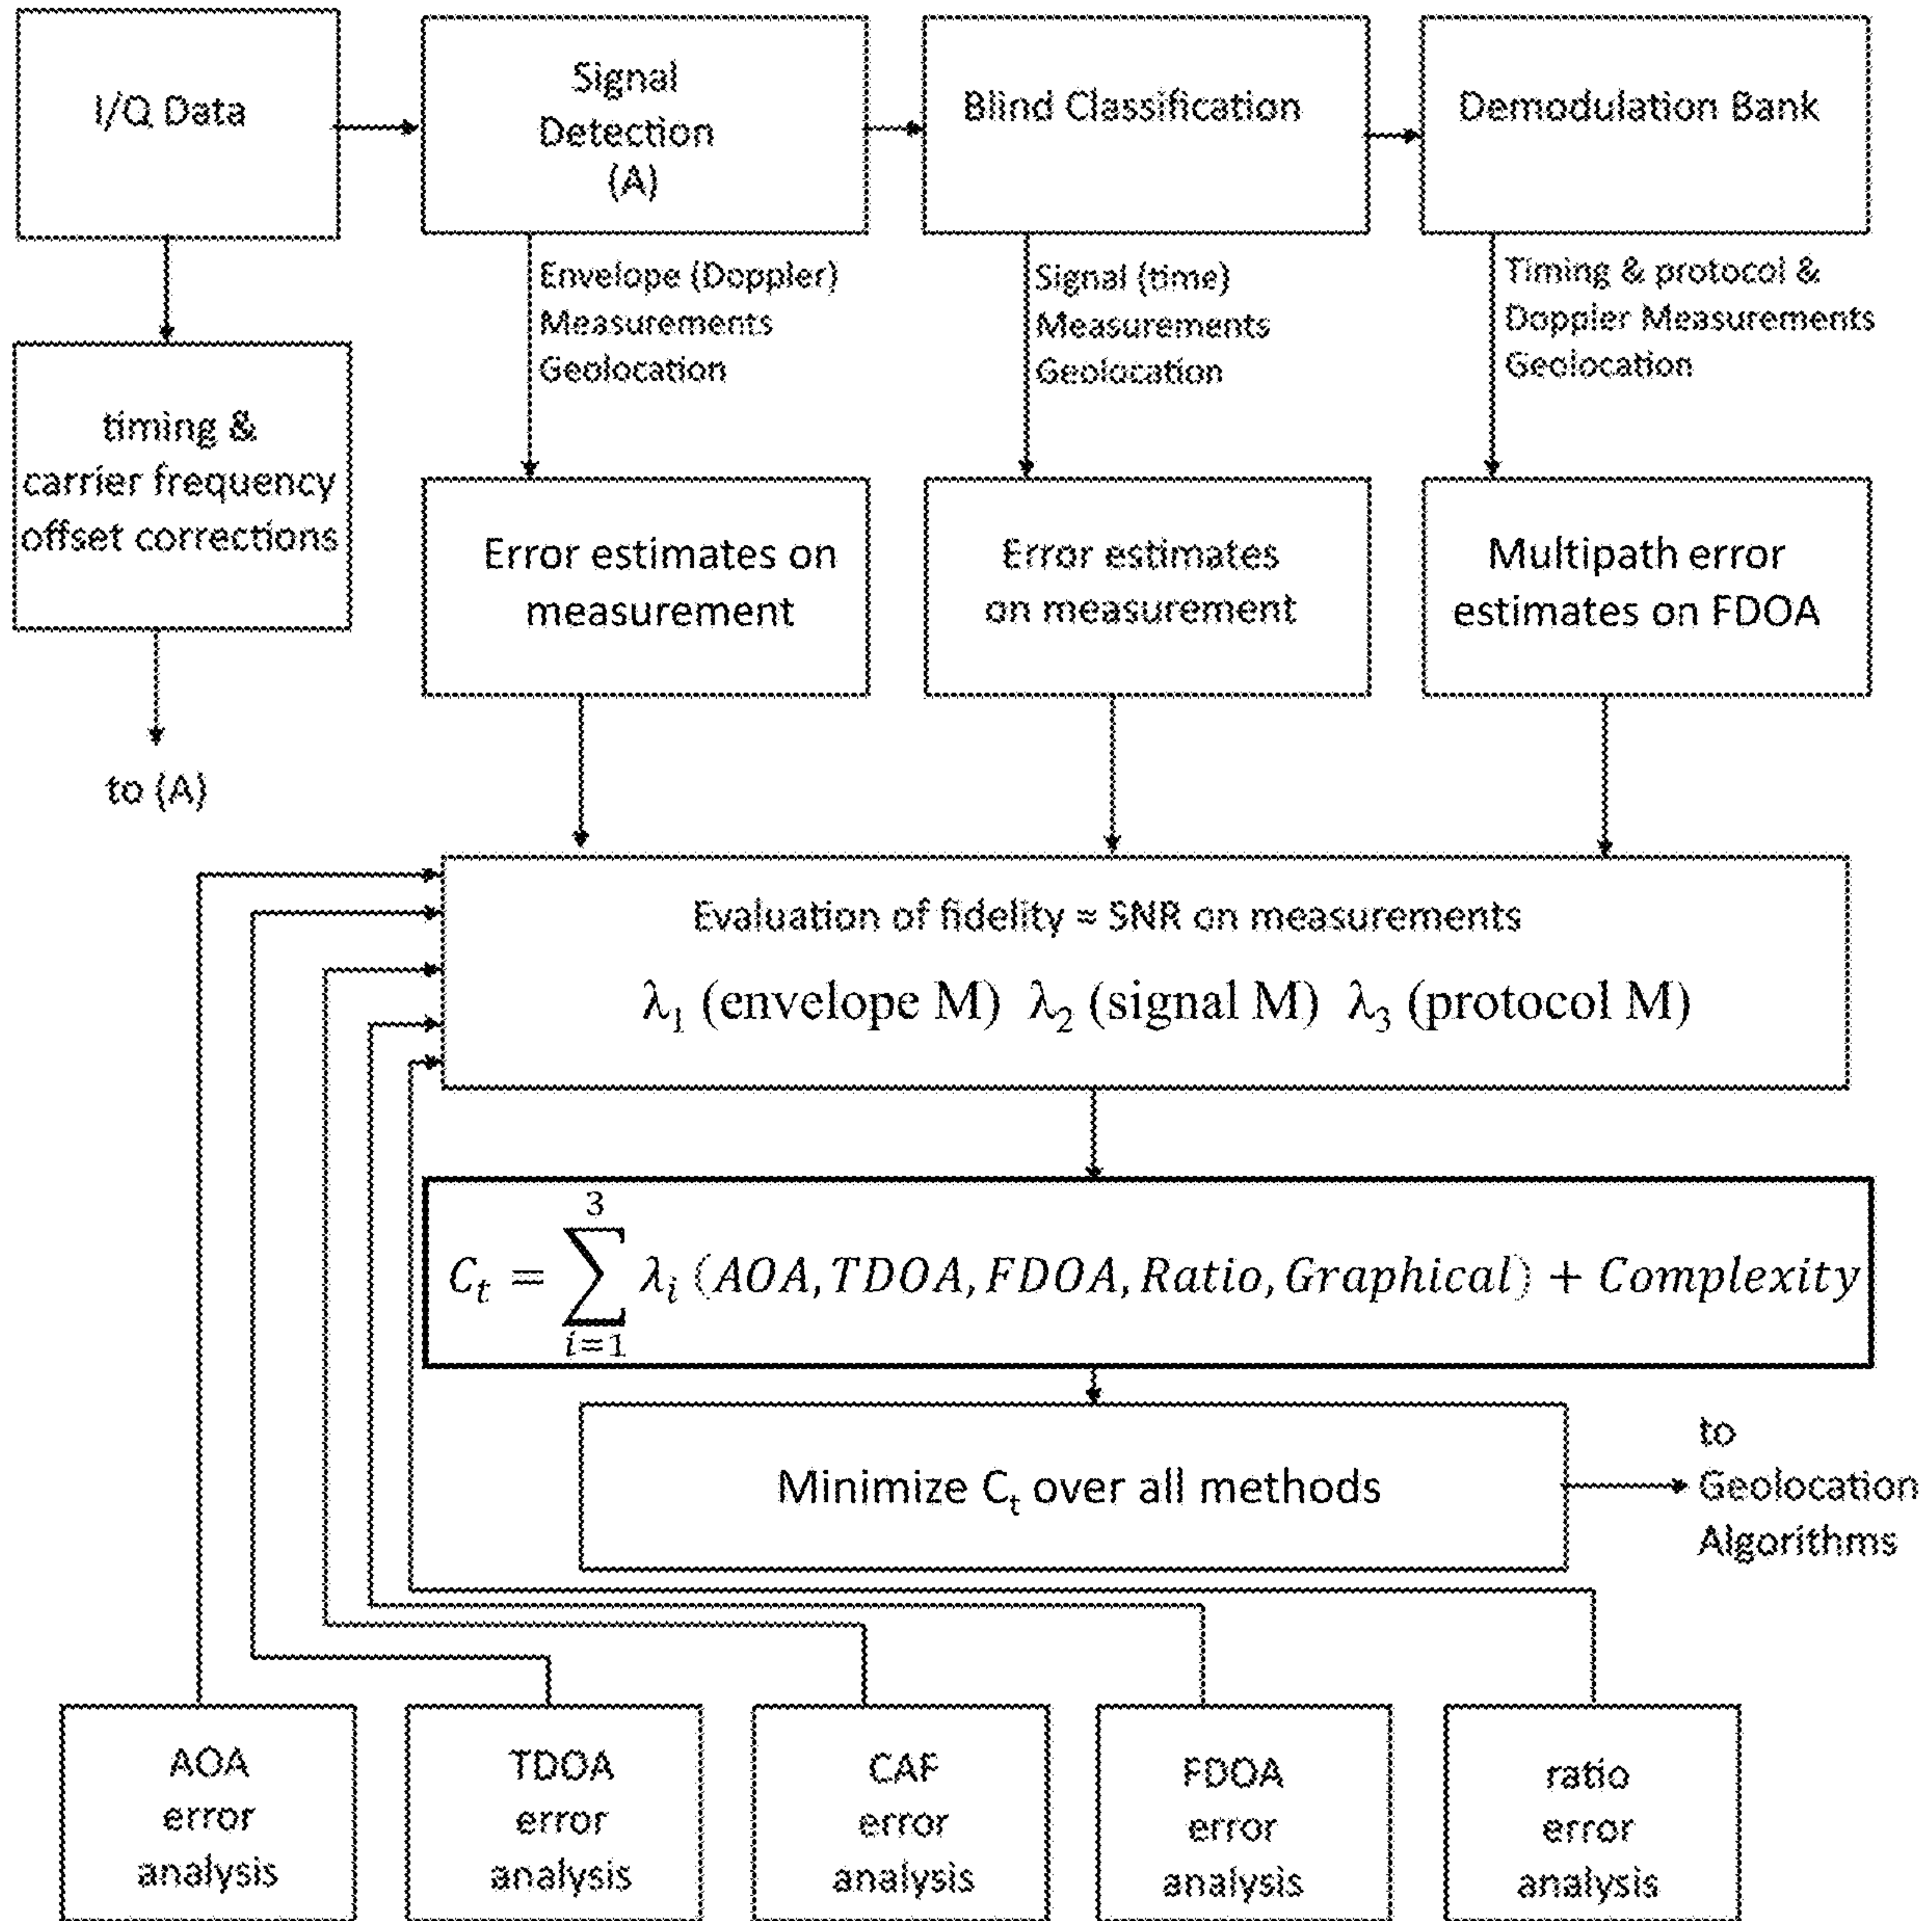 I/Q Data
Signal
Detection
(A)
Blind Classification
Demodulation Bank
Envelope (Doppler)
Measurements
Geolocation
Signal (time)
Measurements
Geolocation
Timing & protocol &
Doppler Measurements
Geolocation
timing &
carrier frequency
offset corrections
to (A)
Error estimates on
measurement
Error estimates
on measurement
Multipath error
estimates on FDOA
Evaluation of fidelity = SNR on measurements
λ₁ (envelope M) λ₂ (signal M) λ₃ (protocol M)
C_t = ∑_{i=1}^{3} λ_i (AOA, TDOA, FDOA, Ratio, Graphical) + Complexity
Minimize C_t over all methods
to
Geolocation
Algorithms
AOA
error
analysis
TDOA
error
analysis
CAF
error
analysis
FDOA
error
analysis
ratio
error
analysis